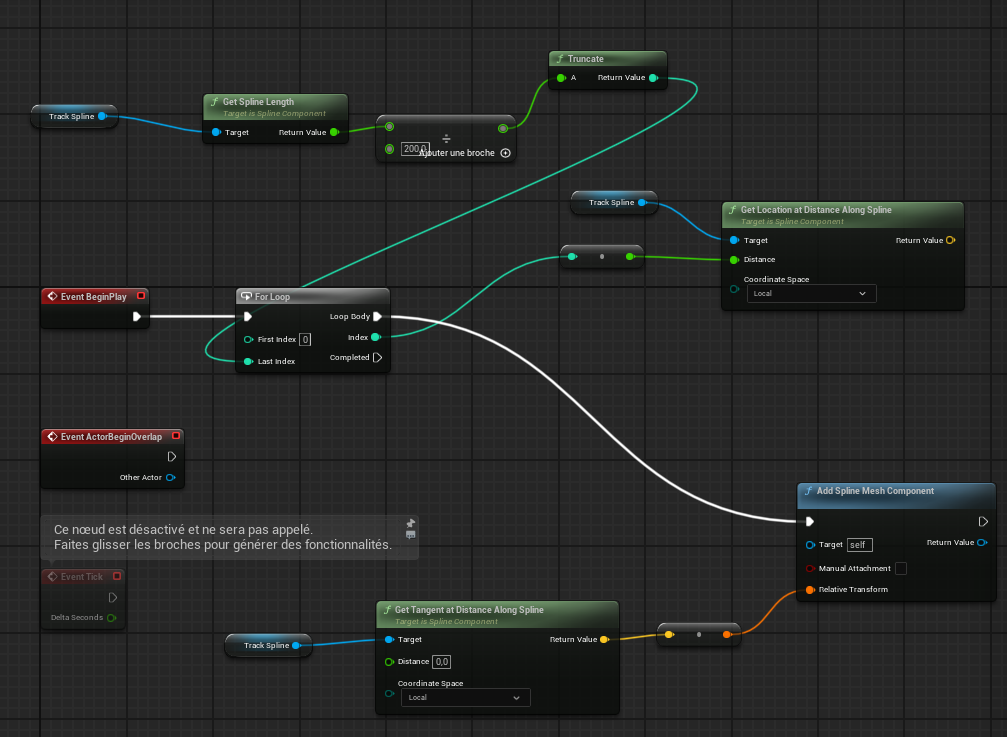 Truncate
A Return Value
Track Spline
Get Spline Length
Target is Spline Component
Target Return Value
÷
200,0
Ajouter une broche
Track Spline
Get Location at Distance Along Spline
Target is Spline Component
Target Return Value
Distance
Coordinate Space
Local
Event BeginPlay
For Loop
Loop Body
First Index 0 Index
Last Index Completed
Event ActorBeginOverlap
Other Actor
Ce nœud est désactivé et ne sera pas appelé.
Faites glisser les broches pour générer des fonctionnalités.
Event Tick
Delta Seconds
Add Spline Mesh Component
Target self Return Value
Manual Attachment
Relative Transform
Track Spline
Get Tangent at Distance Along Spline
Target is Spline Component
Target Return Value
Distance 0,0
Coordinate Space
Local